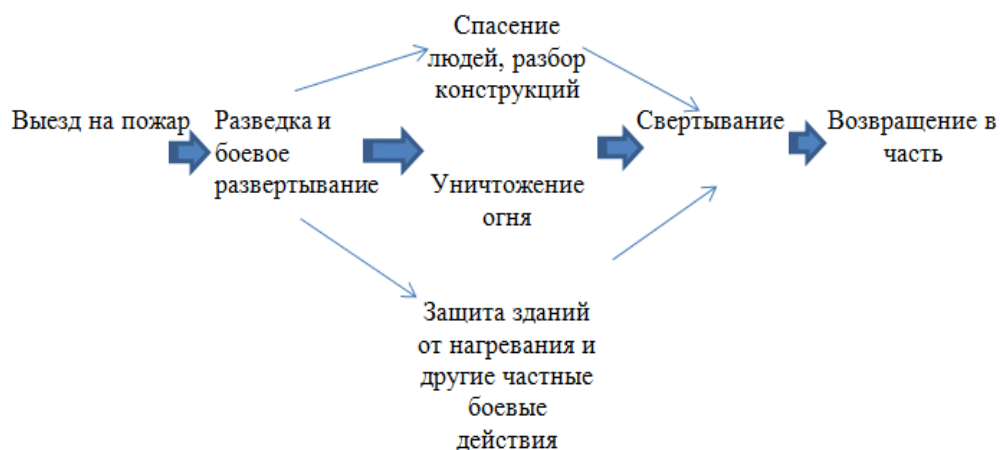 Спасение
людей, разбор
конструкций
Выезд на пожар
Разведка и
боевое
развертывание
Уничтожение
огня
Свертывание
Возвращение в
часть
Защита зданий
от нагревания и
другие частные
боевые
действия